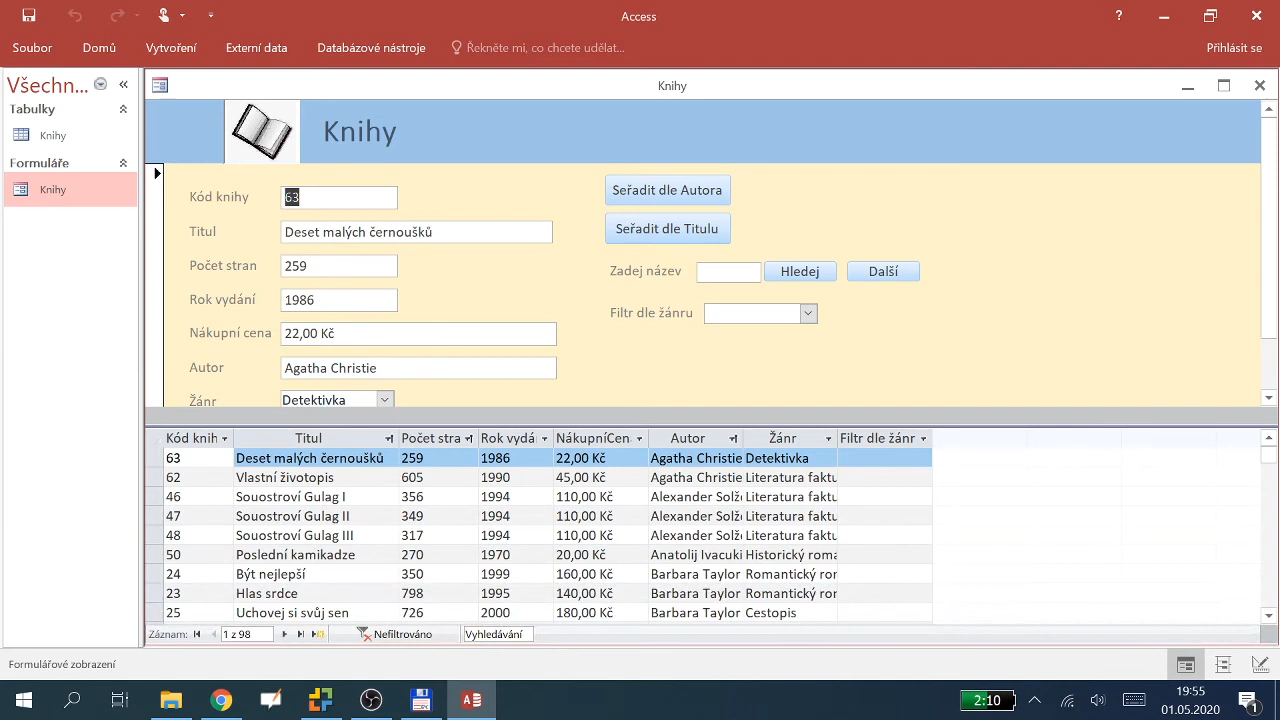 Access
?
Soubor Domů Vytvoření Externí data Databázové nástroje Řekněte mi, co chcete udělat... Přihlásit se
Všechn... «
Tabulky
Knihy
Formuláře
Knihy
Knihy
Knihy
Kód knihy 63
Titul Deset malých černoušků
Počet stran 259
Rok vydání 1986
Nákupní cena 22,00 Kč
Autor Agatha Christie
Žánr Detektivka
Seřadit dle Autora
Seřadit dle Titulu
Zadej název Hledej Další
Filtr dle žánru
Kód knih Titul Počet stra Rok vydá NákupníCen Autor Žánr Filtr dle žánr
63 Deset malých černoušků 259 1986 22,00 Kč Agatha Christie Detektivka
62 Vlastní životopis 605 1990 45,00 Kč Agatha Christie Literatura faktu
46 Souostroví Gulag I 356 1994 110,00 Kč Alexander Solže Literatura faktu
47 Souostroví Gulag II 349 1994 110,00 Kč Alexander Solže Literatura faktu
48 Souostroví Gulag III 317 1994 110,00 Kč Alexander Solže Literatura faktu
50 Poslední kamikadze 270 1970 20,00 Kč Anatolij Ivacuki Historický roma
24 Být nejlepší 350 1999 160,00 Kč Barbara Taylor Romantický ror
23 Hlas srdce 798 1995 140,00 Kč Barbara Taylor Romantický ror
25 Uchovej si svůj sen 726 2000 180,00 Kč Barbara Taylor Cestopis
Záznam: 1 z 98 Nefiltrováno Vyhledávání
Formulářové zobrazení
2:10
19:55
01.05.2020
1